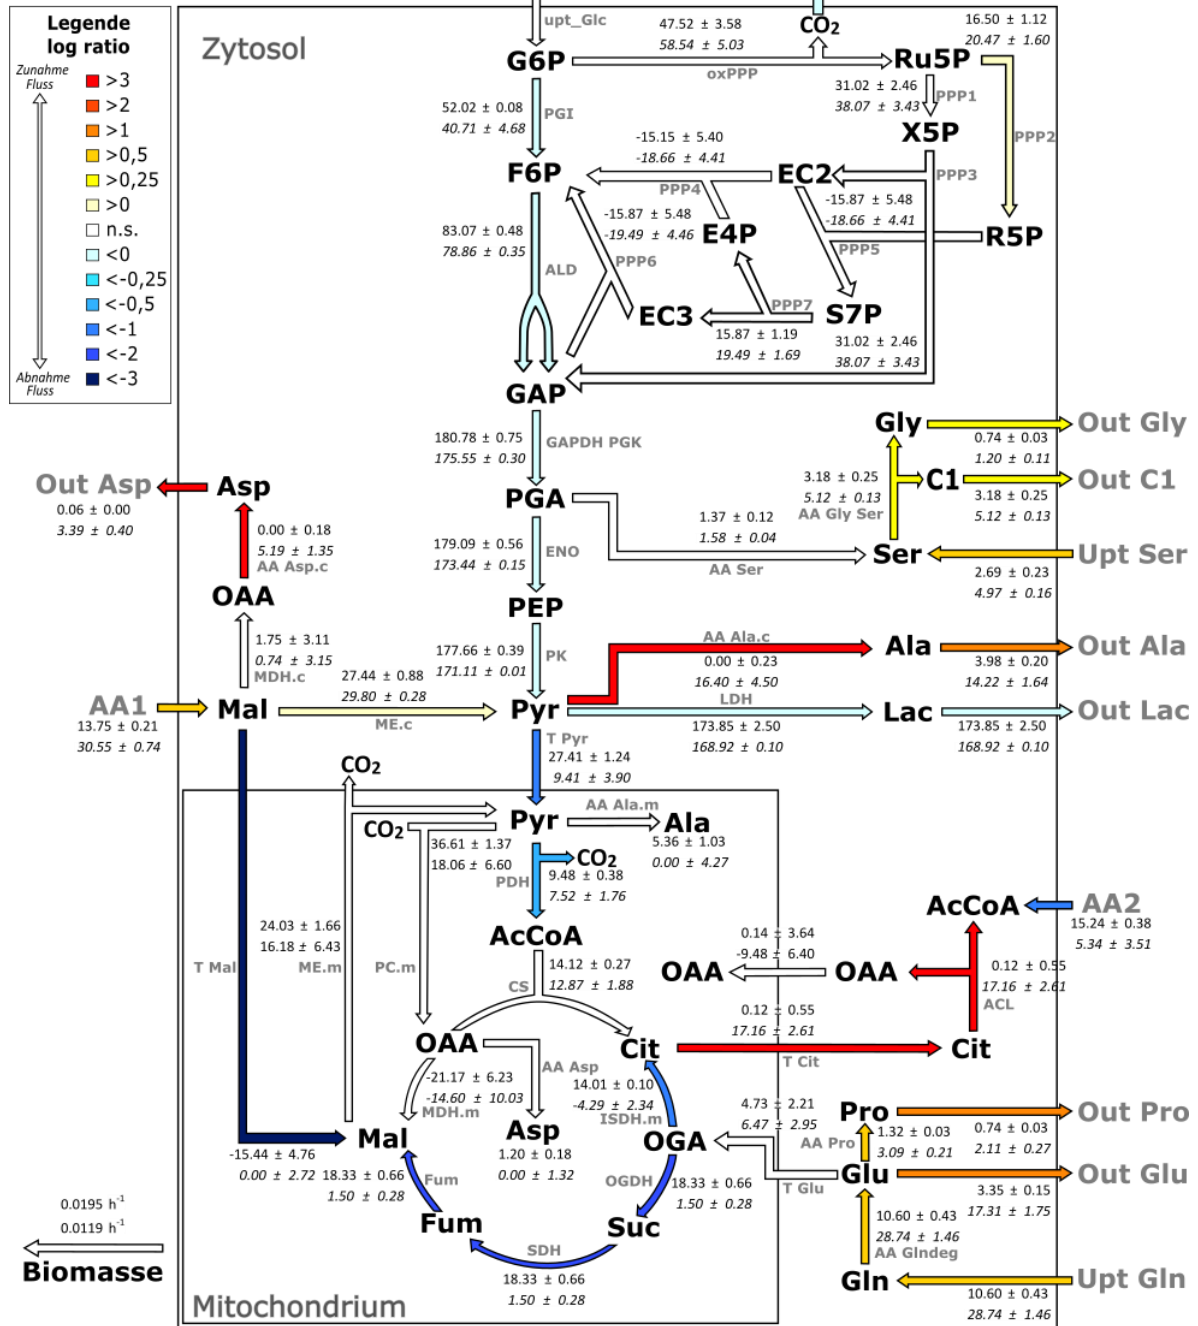 Legende
log ratio
Zunahme
Fluss
>3
>2
>1
>0,5
>0,25
>0
n.s.
<0
<-0,25
<-0,5
<-1
<-2
<-3
Abnahme
Fluss
Zytosol
upt_Glc
G6P
47.52 ± 3.58
58.54 ± 5.03
oxPPP
CO₂
Ru5P
16.50 ± 1.12
20.47 ± 1.60
52.02 ± 0.08
40.71 ± 4.68
PGI
31.02 ± 2.46
38.07 ± 3.43
PPP1
X5P
PPP2
F6P
-15.15 ± 5.40
-18.66 ± 4.41
PPP4
EC2
PPP3
-15.87 ± 5.48
-18.66 ± 4.41
PPP5
R5P
83.07 ± 0.48
78.86 ± 0.35
ALD
-15.87 ± 5.48
-19.49 ± 4.46
PPP6
E4P
EC3
PPP7
15.87 ± 1.19
19.49 ± 1.69
S7P
31.02 ± 2.46
38.07 ± 3.43
GAP
180.78 ± 0.75
175.55 ± 0.30
GAPDH PGK
Gly
Out Gly
0.74 ± 0.03
1.20 ± 0.11
3.18 ± 0.25
5.12 ± 0.13
AA Gly Ser
C1
Out C1
3.18 ± 0.25
5.12 ± 0.13
Out Asp
0.06 ± 0.00
3.39 ± 0.40
Asp
0.00 ± 0.18
5.19 ± 1.35
AA Asp.c
PGA
1.37 ± 0.12
1.58 ± 0.04
AA Ser
Ser
Upt Ser
2.69 ± 0.23
4.97 ± 0.16
179.09 ± 0.56
173.44 ± 0.15
ENO
OAA
PEP
1.75 ± 3.11
0.74 ± 3.15
MDH.c
177.66 ± 0.39
171.11 ± 0.01
PK
AA Ala.c
0.00 ± 0.23
16.40 ± 4.50
Ala
Out Ala
3.98 ± 0.20
14.22 ± 1.64
AA1
13.75 ± 0.21
30.55 ± 0.74
Mal
27.44 ± 0.88
29.80 ± 0.28
ME.c
Pyr
LDH
173.85 ± 2.50
168.92 ± 0.10
Lac
Out Lac
173.85 ± 2.50
168.92 ± 0.10
T Pyr
27.41 ± 1.24
9.41 ± 3.90
CO₂
CO₂
Pyr
AA Ala.m
Ala
5.36 ± 1.03
0.00 ± 4.27
36.61 ± 1.37
18.06 ± 6.60
PDH
CO₂
9.48 ± 0.38
7.52 ± 1.76
AcCoA
24.03 ± 1.66
16.18 ± 6.43
T Mal
ME.m
PC.m
CS
14.12 ± 0.27
12.87 ± 1.88
OAA
0.14 ± 3.64
-9.48 ± 6.40
OAA
AcCoA
AA2
15.24 ± 0.38
5.34 ± 3.51
0.12 ± 0.55
17.16 ± 2.61
ACL
0.12 ± 0.55
17.16 ± 2.61
T Cit
Cit
OAA
Cit
-21.17 ± 6.23
-14.60 ± 10.03
MDH.m
AA Asp
14.01 ± 0.10
-4.29 ± 2.34
ISDH.m
Asp
1.20 ± 0.18
0.00 ± 1.32
OGA
4.73 ± 2.21
6.47 ± 2.95
T Glu
Pro
Out Pro
AA Pro
1.32 ± 0.03
3.09 ± 0.21
0.74 ± 0.03
2.11 ± 0.27
Glu
Out Glu
3.35 ± 0.15
17.31 ± 1.75
Mal
-15.44 ± 4.76
0.00 ± 2.72
18.33 ± 0.66
1.50 ± 0.28
Fum
OGDH
18.33 ± 0.66
1.50 ± 0.28
Fum
Suc
SDH
18.33 ± 0.66
1.50 ± 0.28
10.60 ± 0.43
28.74 ± 1.46
AA Glndeg
Gln
Upt Gln
10.60 ± 0.43
28.74 ± 1.46
0.0195 h⁻¹
0.0119 h⁻¹
Biomasse
Mitochondrium